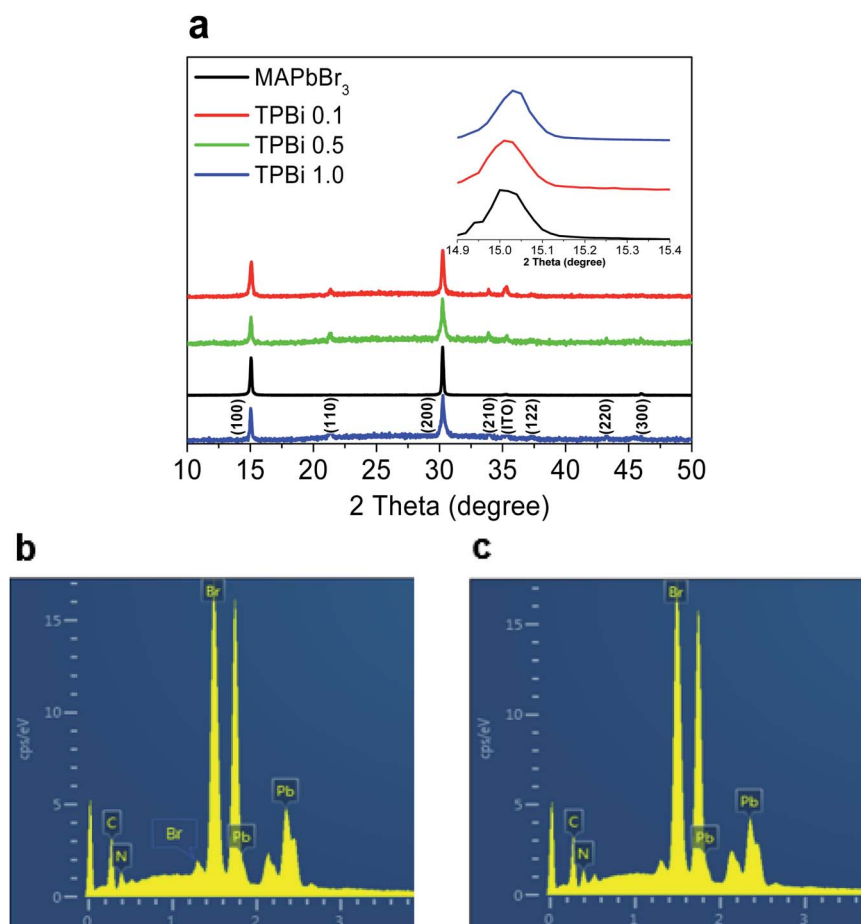 a
MAPbBr3
TPBi 0.1
TPBi 0.5
TPBi 1.0
14.9 15.0 15.1 15.2 15.3 15.4
2 Theta (degree)
(100) (110) (200) (210) (ITO) (122) (220) (300)
10 15 20 25 30 35 40 45 50
2 Theta (degree)
b
Br
15
10
cps/eV
5
C
N
Br
Pb
Pb
0
0 1 2 3
c
Br
15
10
cps/eV
5
C
N
Pb
Pb
0
0 1 2 3